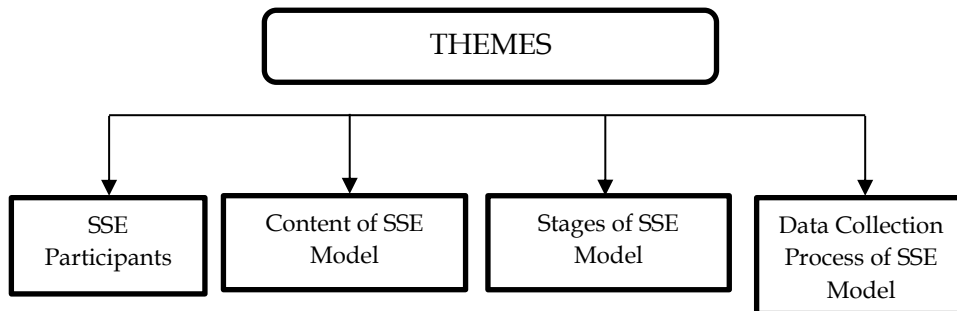 THEMES
SSE
Participants
Content of SSE
Model
Stages of SSE
Model
Data Collection
Process of SSE
Model